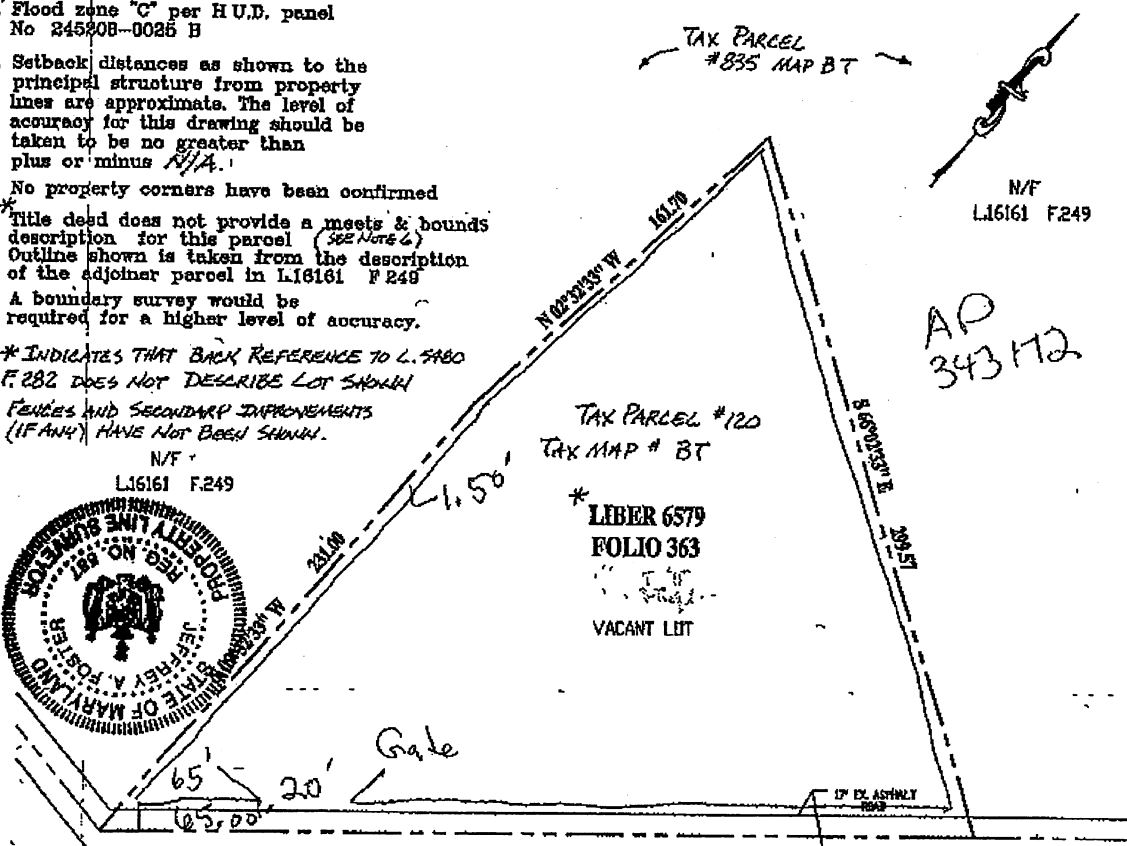 Flood zone "C" per H U.D. panel
No 245208-0025 B
Setback distances as shown to the
principal structure from property
lines are approximate. The level of
accuracy for this drawing should be
taken to be no greater than
plus or minus N/A.
No property corners have been confirmed
* Title deed does not provide a meets & bounds
description for this parcel (SEE NOTE 6)
Outline shown is taken from the description
of the adjoiner parcel in L.16161 F 249
A boundary survey would be
required for a higher level of accuracy.
* INDICATES THAT BACK REFERENCE TO L. 5480
F. 282 DOES NOT DESCRIBE LOT SHOWN
FENCES AND SECONDARY IMPROVEMENTS
(IF ANY) HAVE NOT BEEN SHOWN.
N/F
L.16161 F.249
STATE OF MARYLAND
JEFFREY A. FOSTER
REG. NO. 587
PROPERTY LINE SURVEYOR
TAX PARCEL
#835 MAP BT
N/F
L.16161 F.249
AP
343172
161.70
N 02°32'33" W
231.00
32'33" W
S 66°02'33" E
299.57
TAX PARCEL #120
TAX MAP # BT
1.50'
*
LIBER 6579
FOLIO 363
VACANT LOT
Gate
65'
20'
65.00'
17' EX. ASPHALT
ROAD